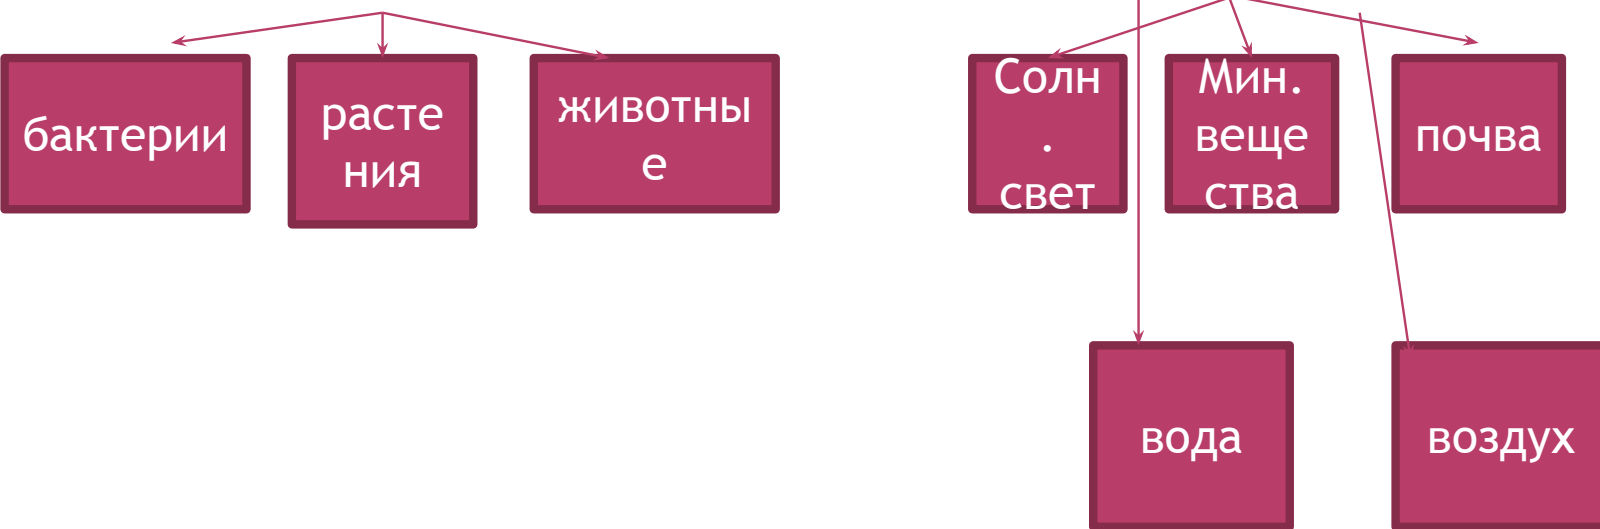 бактерии
расте
ния
животны
е
Солн
.
свет
Мин.
веще
ства
почва
вода
воздух